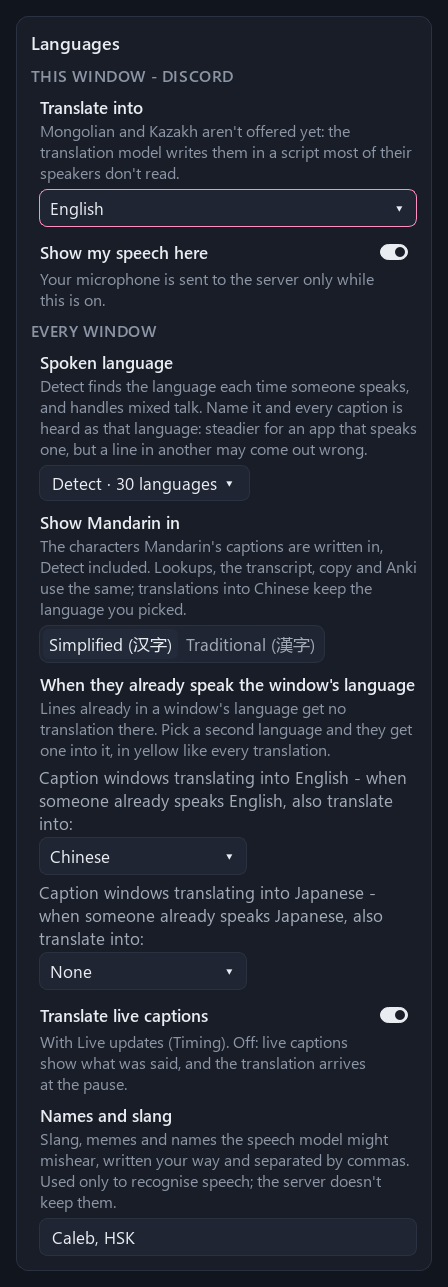 Languages
THIS WINDOW - DISCORD
Translate into
Mongolian and Kazakh aren't offered yet: the
translation model writes them in a script most of their
speakers don't read.
English
Show my speech here
Your microphone is sent to the server only while
this is on.
EVERY WINDOW
Spoken language
Detect finds the language each time someone speaks,
and handles mixed talk. Name it and every caption is
heard as that language: steadier for an app that speaks
one, but a line in another may come out wrong.
Detect · 30 languages
Show Mandarin in
The characters Mandarin's captions are written in,
Detect included. Lookups, the transcript, copy and Anki
use the same; translations into Chinese keep the
language you picked.
Simplified (汉字) Traditional (漢字)
When they already speak the window's language
Lines already in a window's language get no
translation there. Pick a second language and they get
one into it, in yellow like every translation.
Caption windows translating into English - when
someone already speaks English, also translate
into:
Chinese
Caption windows translating into Japanese -
when someone already speaks Japanese, also
translate into:
None
Translate live captions
With Live updates (Timing). Off: live captions
show what was said, and the translation arrives
at the pause.
Names and slang
Slang, memes and names the speech model might
mishear, written your way and separated by commas.
Used only to recognise speech; the server doesn't
keep them.
Caleb, HSK